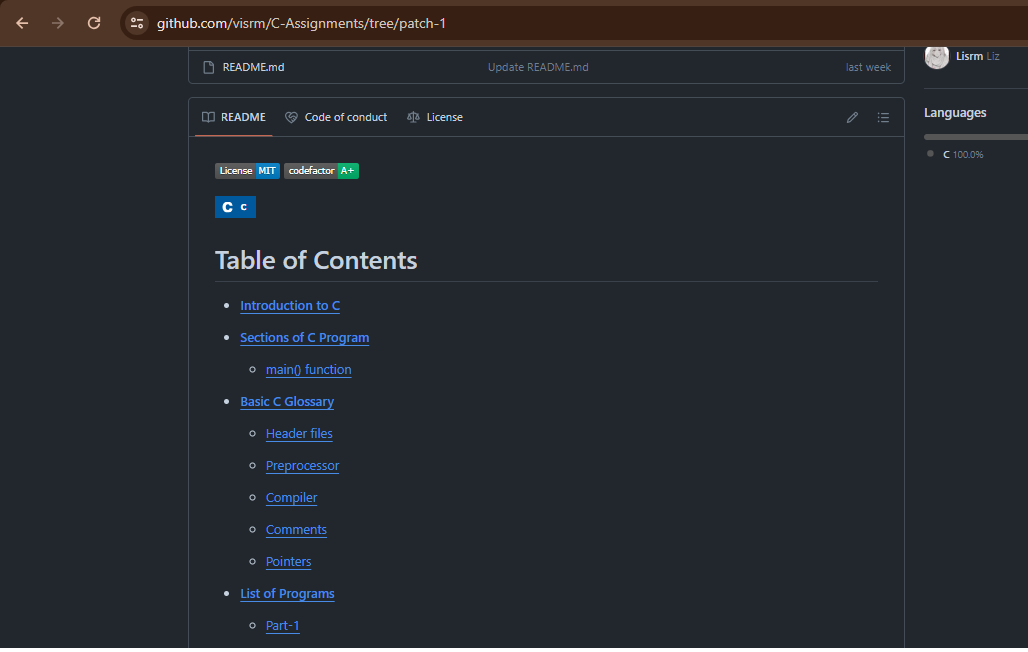 github.com/visrm/C-Assignments/tree/patch-1
README.md Update README.md last week
Lisrm Liz
README Code of conduct License
Languages
C 100.0%
License MIT codefactor A+
C c
Table of Contents
Introduction to C
Sections of C Program
main() function
Basic C Glossary
Header files
Preprocessor
Compiler
Comments
Pointers
List of Programs
Part-1